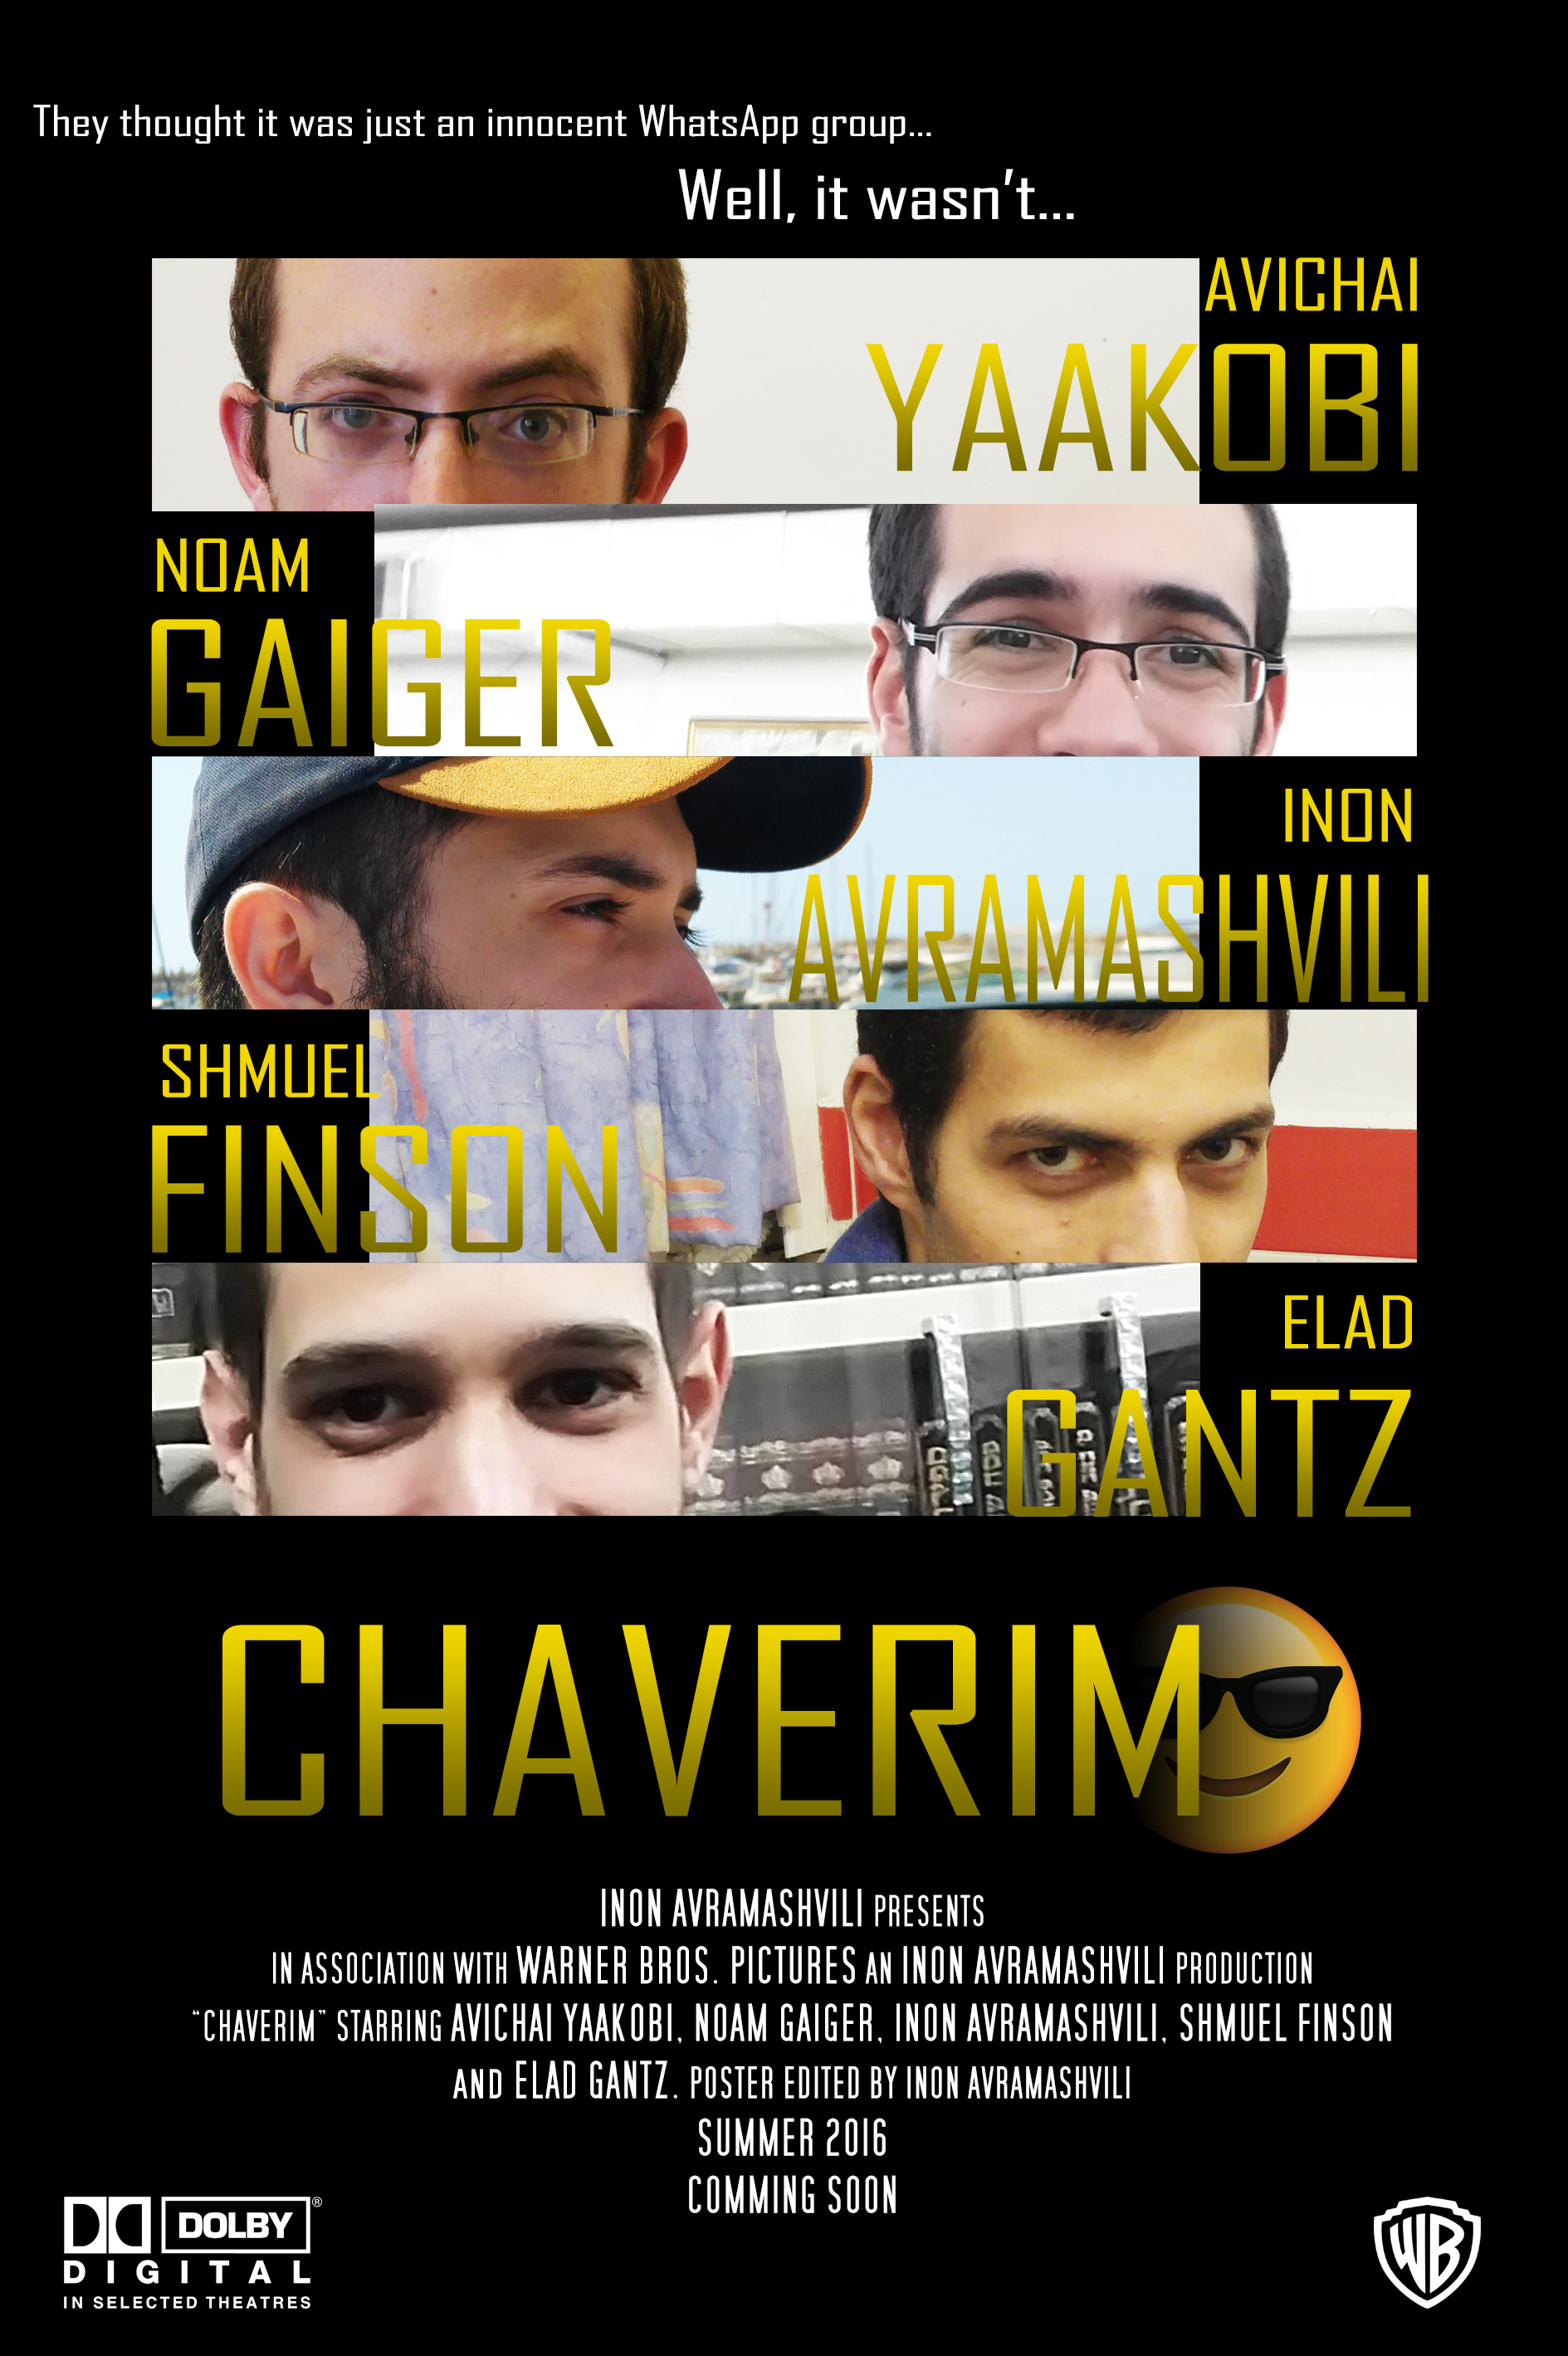 They thought it was just an innocent WhatsApp group...
Well, it wasn't...
AVICHAI
YAAKOBI
NOAM
GAIGER
INON
AVRAMASHVILI
SHMUEL
FINSON
ELAD
GANTZ
CHAVERIM
INON AVRAMASHVILI PRESENTS
IN ASSOCIATION WITH WARNER BROS. PICTURES AN INON AVRAMASHVILI PRODUCTION
"CHAVERIM" STARRING AVICHAI YAAKOBI, NOAM GAIGER, INON AVRAMASHVILI, SHMUEL FINSON
AND ELAD GANTZ. POSTER EDITED BY INON AVRAMASHVILI
SUMMER 2016
COMMING SOON
DOLBY®
DIGITAL
IN SELECTED THEATRES
WB